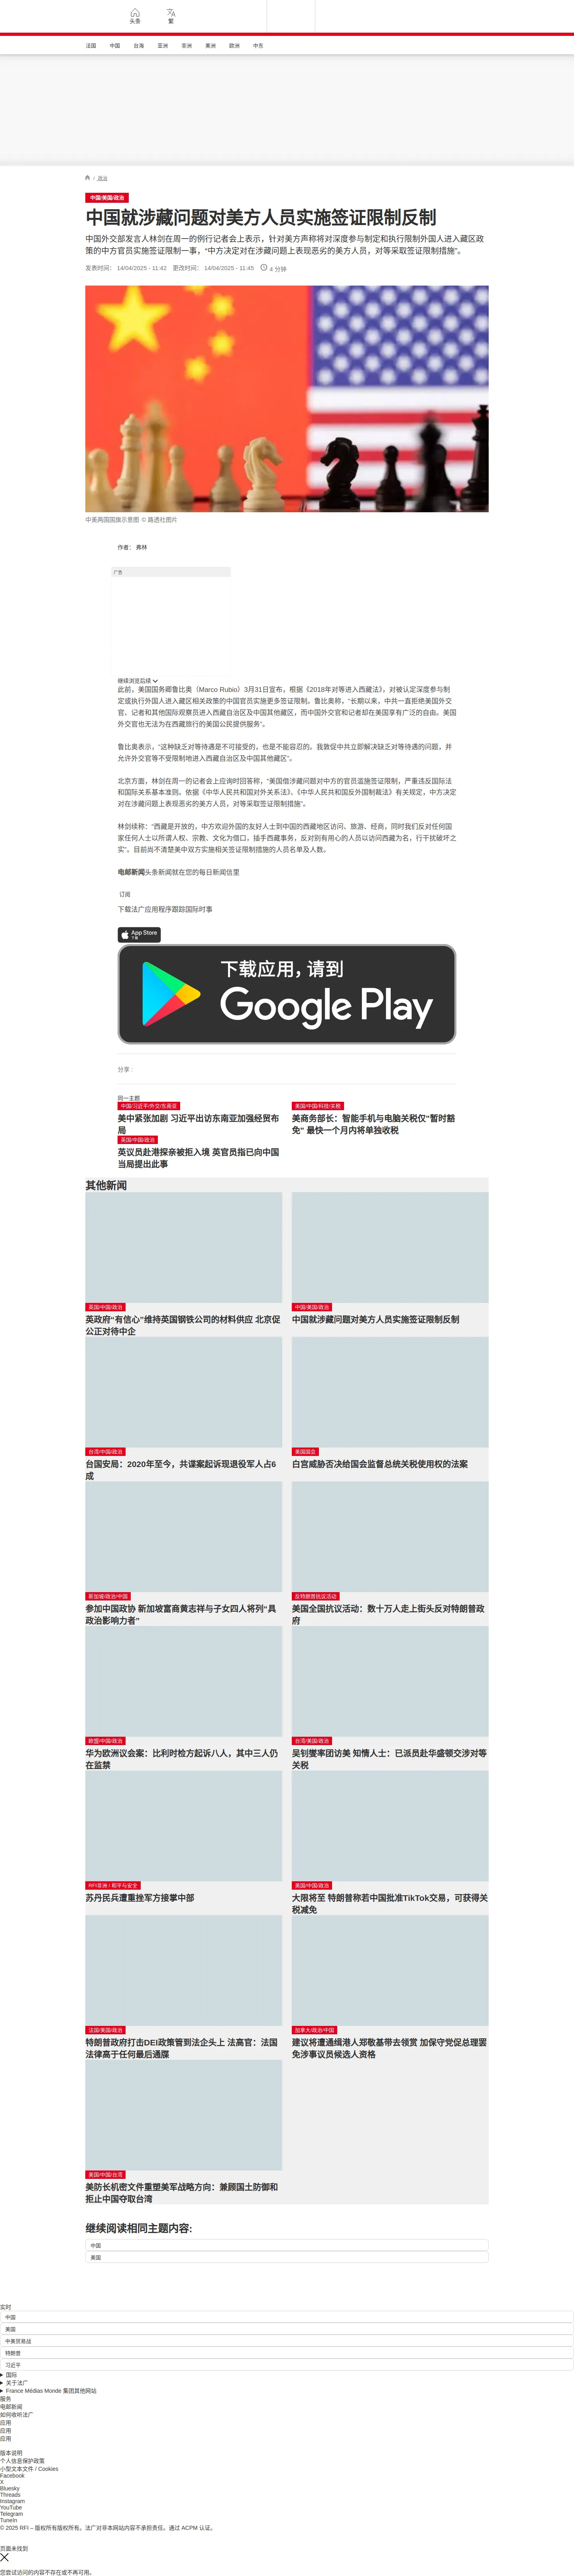 头条
繁
法国 中国 台海 亚洲 非洲 美洲 欧洲 中东
/ 政治
中国/美国/政治
中国就涉藏问题对美方人员实施签证限制反制
中国外交部发言人林剑在周一的例行记者会上表示，针对美方声称将对深度参与制定和执行限制外国人进入藏区政
策的中方官员实施签证限制一事，“中方决定对在涉藏问题上表现恶劣的美方人员，对等采取签证限制措施”。
发表时间： 14/04/2025 - 11:42 更改时间： 14/04/2025 - 11:45 4 分钟
中美两国国旗示意图 © 路透社图片
作者： 弗林
广告
继续浏览后续
此前，美国国务卿鲁比奥（Marco Rubio）3月31日宣布，根据《2018年对等进入西藏法》，对被认定深度参与制
定或执行外国人进入藏区相关政策的中国官员实施更多签证限制。鲁比奥称，“长期以来，中共一直拒绝美国外交
官、记者和其他国际观察员进入西藏自治区及中国其他藏区，而中国外交官和记者却在美国享有广泛的自由。美国
外交官也无法为在西藏旅行的美国公民提供服务”。
鲁比奥表示，“这种缺乏对等待遇是不可接受的，也是不能容忍的。我敦促中共立即解决缺乏对等待遇的问题，并
允许外交官等不受限制地进入西藏自治区及中国其他藏区”。
北京方面，林剑在周一的记者会上应询时回答称，“美国借涉藏问题对中方的官员滥施签证限制，严重违反国际法
和国际关系基本准则。依据《中华人民共和国对外关系法》、《中华人民共和国反外国制裁法》有关规定，中方决定
对在涉藏问题上表现恶劣的美方人员，对等采取签证限制措施”。
林剑续称：“西藏是开放的，中方欢迎外国的友好人士到中国的西藏地区访问、旅游、经商，同时我们反对任何国
家任何人士以所谓人权、宗教、文化为借口，插手西藏事务，反对别有用心的人员以访问西藏为名，行干扰破坏之
实”。目前尚不清楚美中双方实施相关签证限制措施的人员名单及人数。
电邮新闻头条新闻就在您的每日新闻信里
订阅
下载法广应用程序跟踪国际时事
App Store
下载
下载应用，请到
Google Play
分享 :
同一主题
中国/习近平/外交/东南亚
美中紧张加剧 习近平出访东南亚加强经贸布
局
美国/中国/科技/关税
美商务部长：智能手机与电脑关税仅"暂时豁
免" 最快一个月内将单独收税
英国/中国/政治
英议员赴港探亲被拒入境 英官员指已向中国
当局提出此事
其他新闻
英国/中国/政治
英政府“有信心”维持英国钢铁公司的材料供应 北京促
公正对待中企
中国/美国/政治
中国就涉藏问题对美方人员实施签证限制反制
台湾/中国/政治
台国安局：2020年至今，共谍案起诉现退役军人占6
成
美国国会
白宫威胁否决给国会监督总统关税使用权的法案
新加坡/政治/中国
参加中国政协 新加坡富商黄志祥与子女四人将列"具
政治影响力者"
反特朗普抗议活动
美国全国抗议活动：数十万人走上街头反对特朗普政
府
欧盟/中国/政治
华为欧洲议会案：比利时检方起诉八人，其中三人仍
在监禁
台湾/美国/政治
吴钊燮率团访美 知情人士：已派员赴华盛顿交涉对等
关税
RFI非洲 / 和平与安全
苏丹民兵遭重挫军方接掌中部
美国/中国/政治
大限将至 特朗普称若中国批准TikTok交易，可获得关
税减免
法国/美国/政治
特朗普政府打击DEI政策管到法企头上 法高官：法国
法律高于任何最后通牒
加拿大/政治/中国
建议将遭通缉港人郑敬基带去领赏 加保守党促总理罢
免涉事议员候选人资格
美国/中国/台湾
美防长机密文件重塑美军战略方向：兼顾国土防御和
拒止中国夺取台湾
继续阅读相同主题内容:
中国
美国
实时
中国
美国
中美贸易战
特朗普
习近平
国际
关于法广
France Médias Monde 集团其他网站
服务
电邮新闻
如何收听法广
应用
应用
应用
版本说明
个人信息保护政策
小型文本文件 / Cookies
Facebook
X
Bluesky
Threads
Instagram
YouTube
Telegram
TuneIn
© 2025 RFI – 版权所有版权所有。法广对非本网站内容不承担责任。通过 ACPM 认证。
页面未找到
您尝试访问的内容不存在或不再可用。